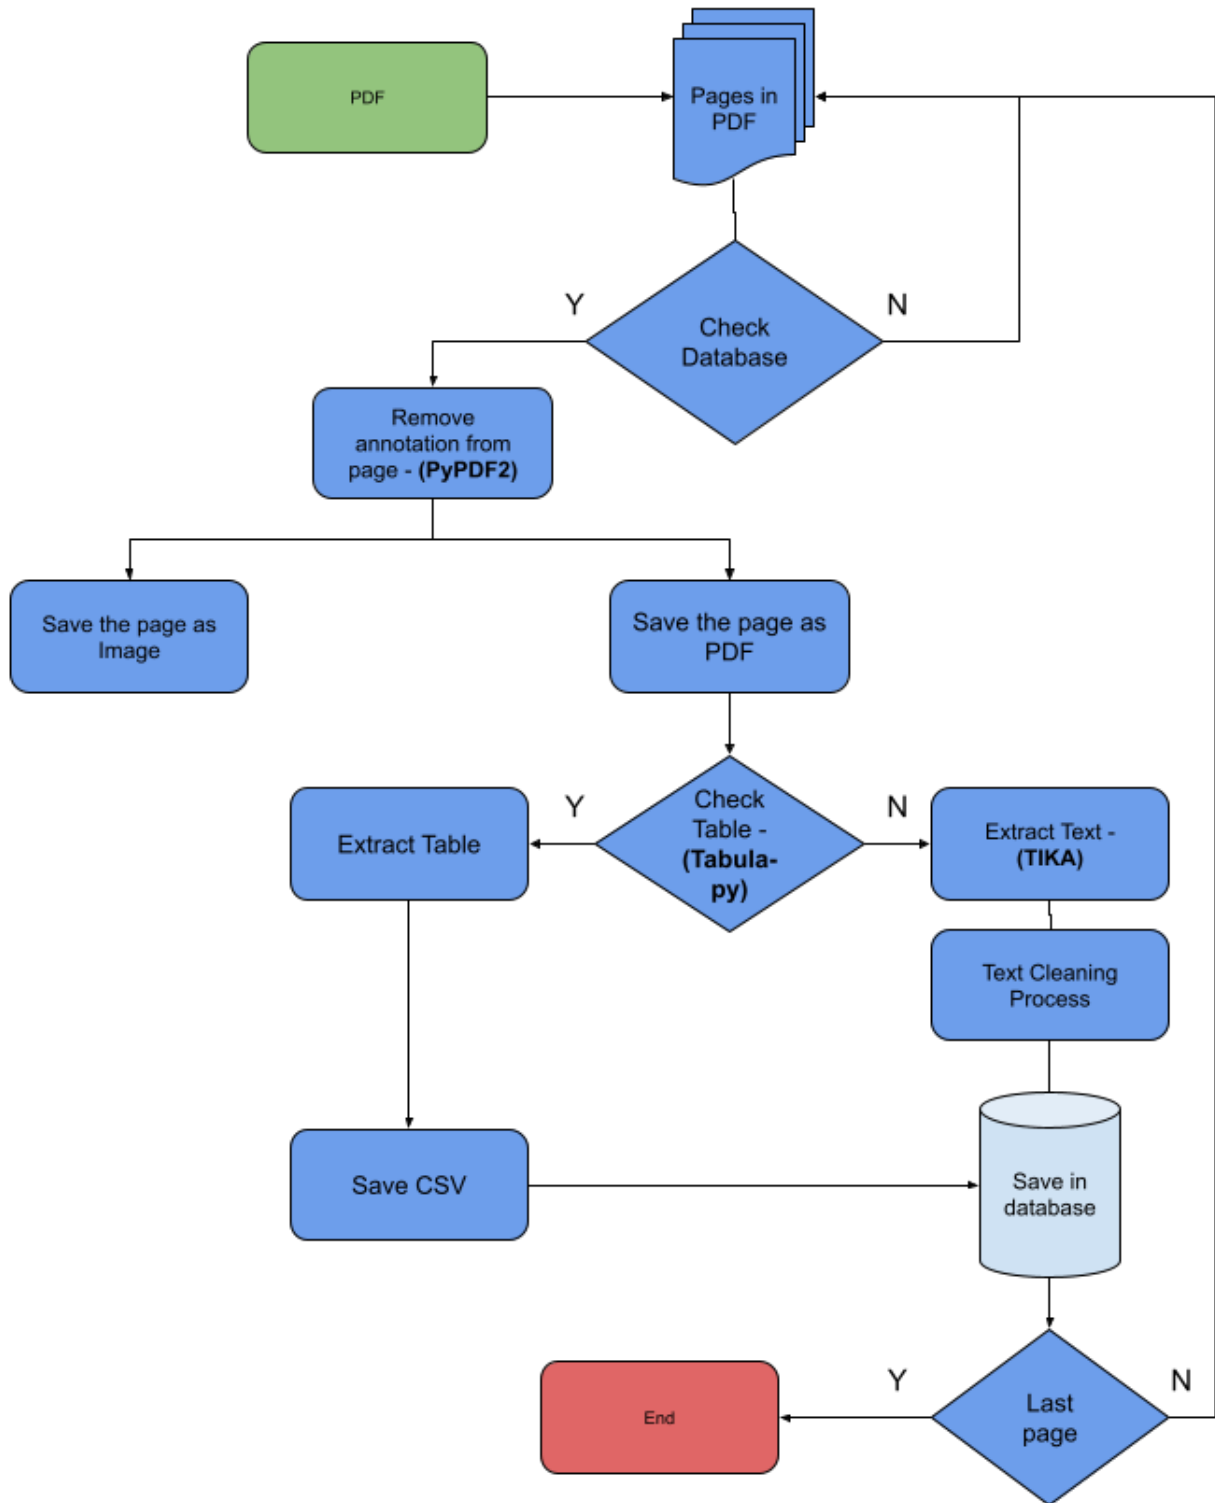 PDF
Pages in
PDF
Check
Database
Y
N
Remove
annotation from
page - (PyPDF2)
Save the page as
Image
Save the page as
PDF
Check
Table -
(Tabula-
py)
Y
N
Extract Table
Extract Text -
(TIKA)
Text Cleaning
Process
Save CSV
Save in
database
Last
page
Y
N
End